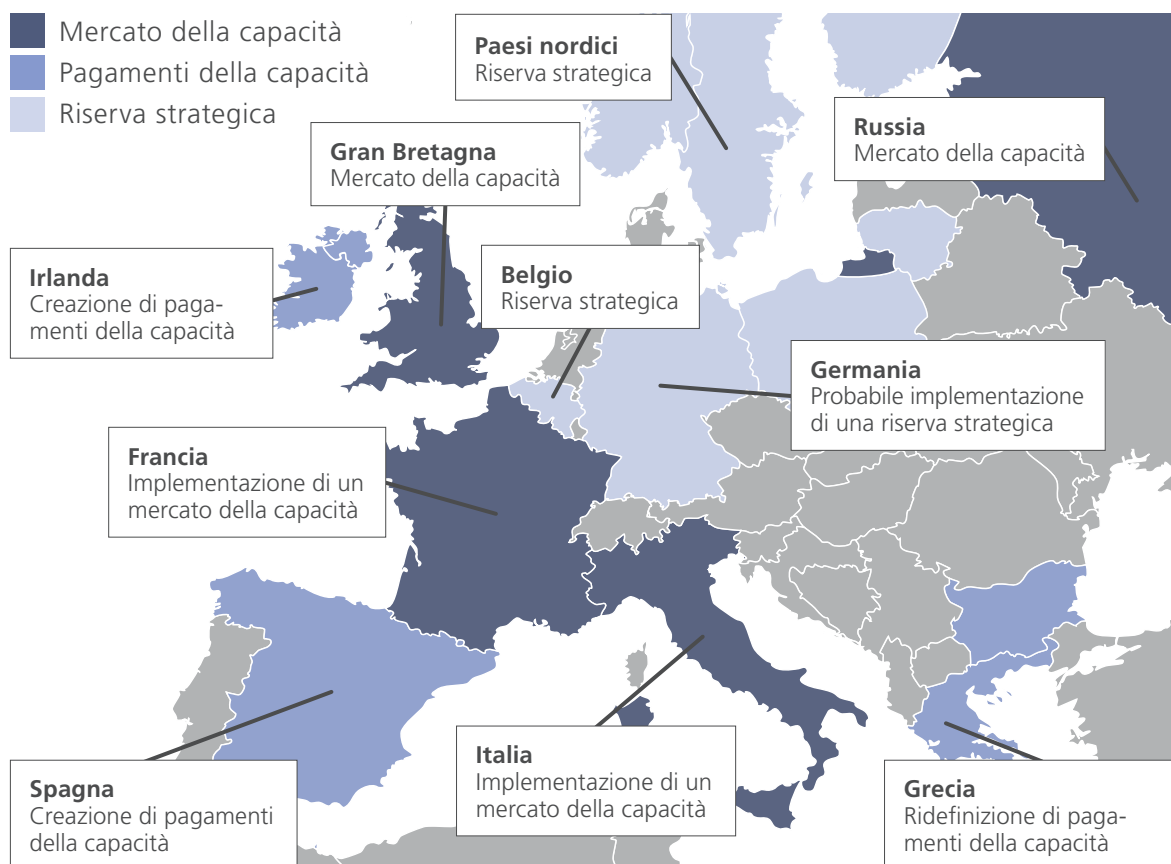 Mercato della capacità
Pagamenti della capacità
Riserva strategica
Paesi nordici
Riserva strategica
Russia
Mercato della capacità
Gran Bretagna
Mercato della capacità
Irlanda
Creazione di paga-
menti della capacità
Belgio
Riserva strategica
Germania
Probabile implementazione
di una riserva strategica
Francia
Implementazione di un
mercato della capacità
Spagna
Creazione di pagamenti
della capacità
Italia
Implementazione di un
mercato della capacità
Grecia
Ridefinizione di paga-
menti della capacità